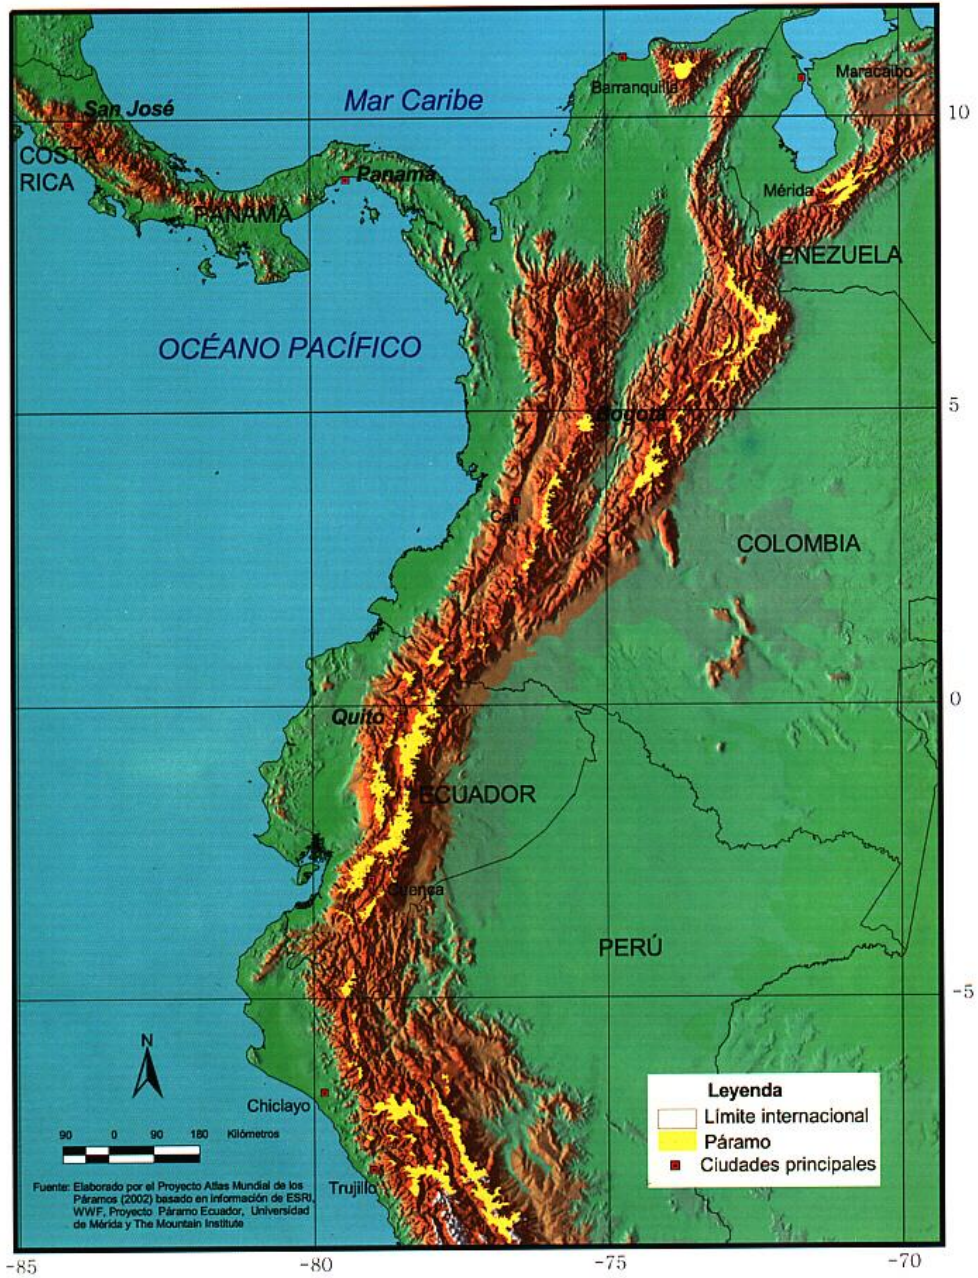 Mar Caribe
Barranquilla
Maracaibo
10
San José
COSTA
RICA
Panamá
PANAMÁ
Mérida
VENEZUELA
OCÉANO PACÍFICO
5
Bogotá
Cali
COLOMBIA
0
Quito
ECUADOR
Cuenca
PERÚ
-5
N
Chiclayo
90 0 90 180 Kilómetros
Trujillo
Fuente: Elaborado por el Proyecto Atlas Mundial de los
Páramos (2002) basado en información de ESRI,
WWF, Proyecto Páramo Ecuador, Universidad
de Mérida y The Mountain Institute
Leyenda
Límite internacional
Páramo
Ciudades principales
-85 -80 -75 -70